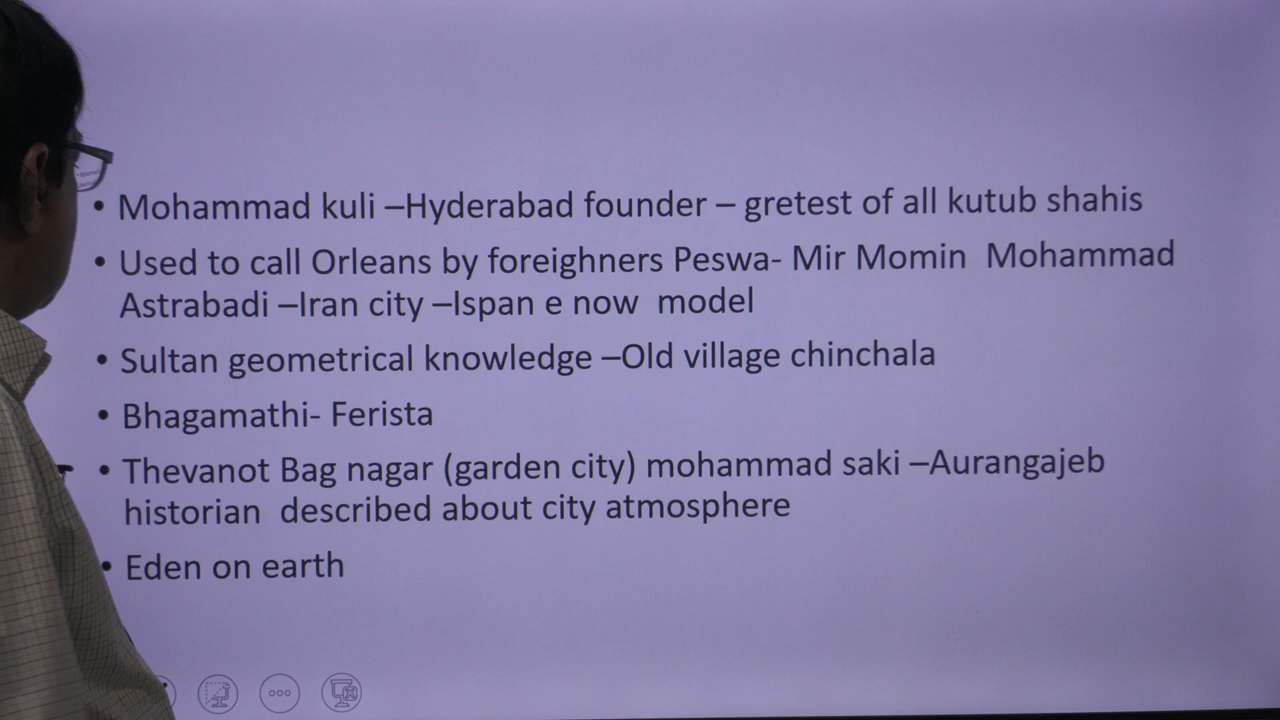 • Mohammad kuli –Hyderabad founder – gretest of all kutub shahis
• Used to call Orleans by foreighners Peswa- Mir Momin Mohammad
Astrabadi –Iran city –Ispan e now model
• Sultan geometrical knowledge –Old village chinchala
• Bhagamathi- Ferista
• Thevanot Bag nagar (garden city) mohammad saki –Aurangajeb
historian described about city atmosphere
• Eden on earth